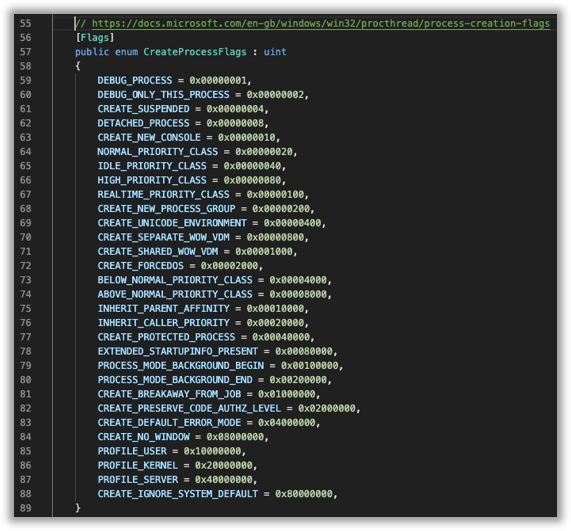 55 // https://docs.microsoft.com/en-gb/windows/win32/procthread/process-creation-flags
56 [Flags]
57 public enum CreateProcessFlags : uint
58 {
59 DEBUG_PROCESS = 0x00000001,
60 DEBUG_ONLY_THIS_PROCESS = 0x00000002,
61 CREATE_SUSPENDED = 0x00000004,
62 DETACHED_PROCESS = 0x00000008,
63 CREATE_NEW_CONSOLE = 0x00000010,
64 NORMAL_PRIORITY_CLASS = 0x00000020,
65 IDLE_PRIORITY_CLASS = 0x00000040,
66 HIGH_PRIORITY_CLASS = 0x00000080,
67 REALTIME_PRIORITY_CLASS = 0x00000100,
68 CREATE_NEW_PROCESS_GROUP = 0x00000200,
69 CREATE_UNICODE_ENVIRONMENT = 0x00000400,
70 CREATE_SEPARATE_WOW_VDM = 0x00000800,
71 CREATE_SHARED_WOW_VDM = 0x00001000,
72 CREATE_FORCEDOS = 0x00002000,
73 BELOW_NORMAL_PRIORITY_CLASS = 0x00004000,
74 ABOVE_NORMAL_PRIORITY_CLASS = 0x00008000,
75 INHERIT_PARENT_AFFINITY = 0x00010000,
76 INHERIT_CALLER_PRIORITY = 0x00020000,
77 CREATE_PROTECTED_PROCESS = 0x00040000,
78 EXTENDED_STARTUPINFO_PRESENT = 0x00080000,
79 PROCESS_MODE_BACKGROUND_BEGIN = 0x00100000,
80 PROCESS_MODE_BACKGROUND_END = 0x00200000,
81 CREATE_BREAKAWAY_FROM_JOB = 0x01000000,
82 CREATE_PRESERVE_CODE_AUTHZ_LEVEL = 0x02000000,
83 CREATE_DEFAULT_ERROR_MODE = 0x04000000,
84 CREATE_NO_WINDOW = 0x08000000,
85 PROFILE_USER = 0x10000000,
86 PROFILE_KERNEL = 0x20000000,
87 PROFILE_SERVER = 0x40000000,
88 CREATE_IGNORE_SYSTEM_DEFAULT = 0x80000000,
89 }